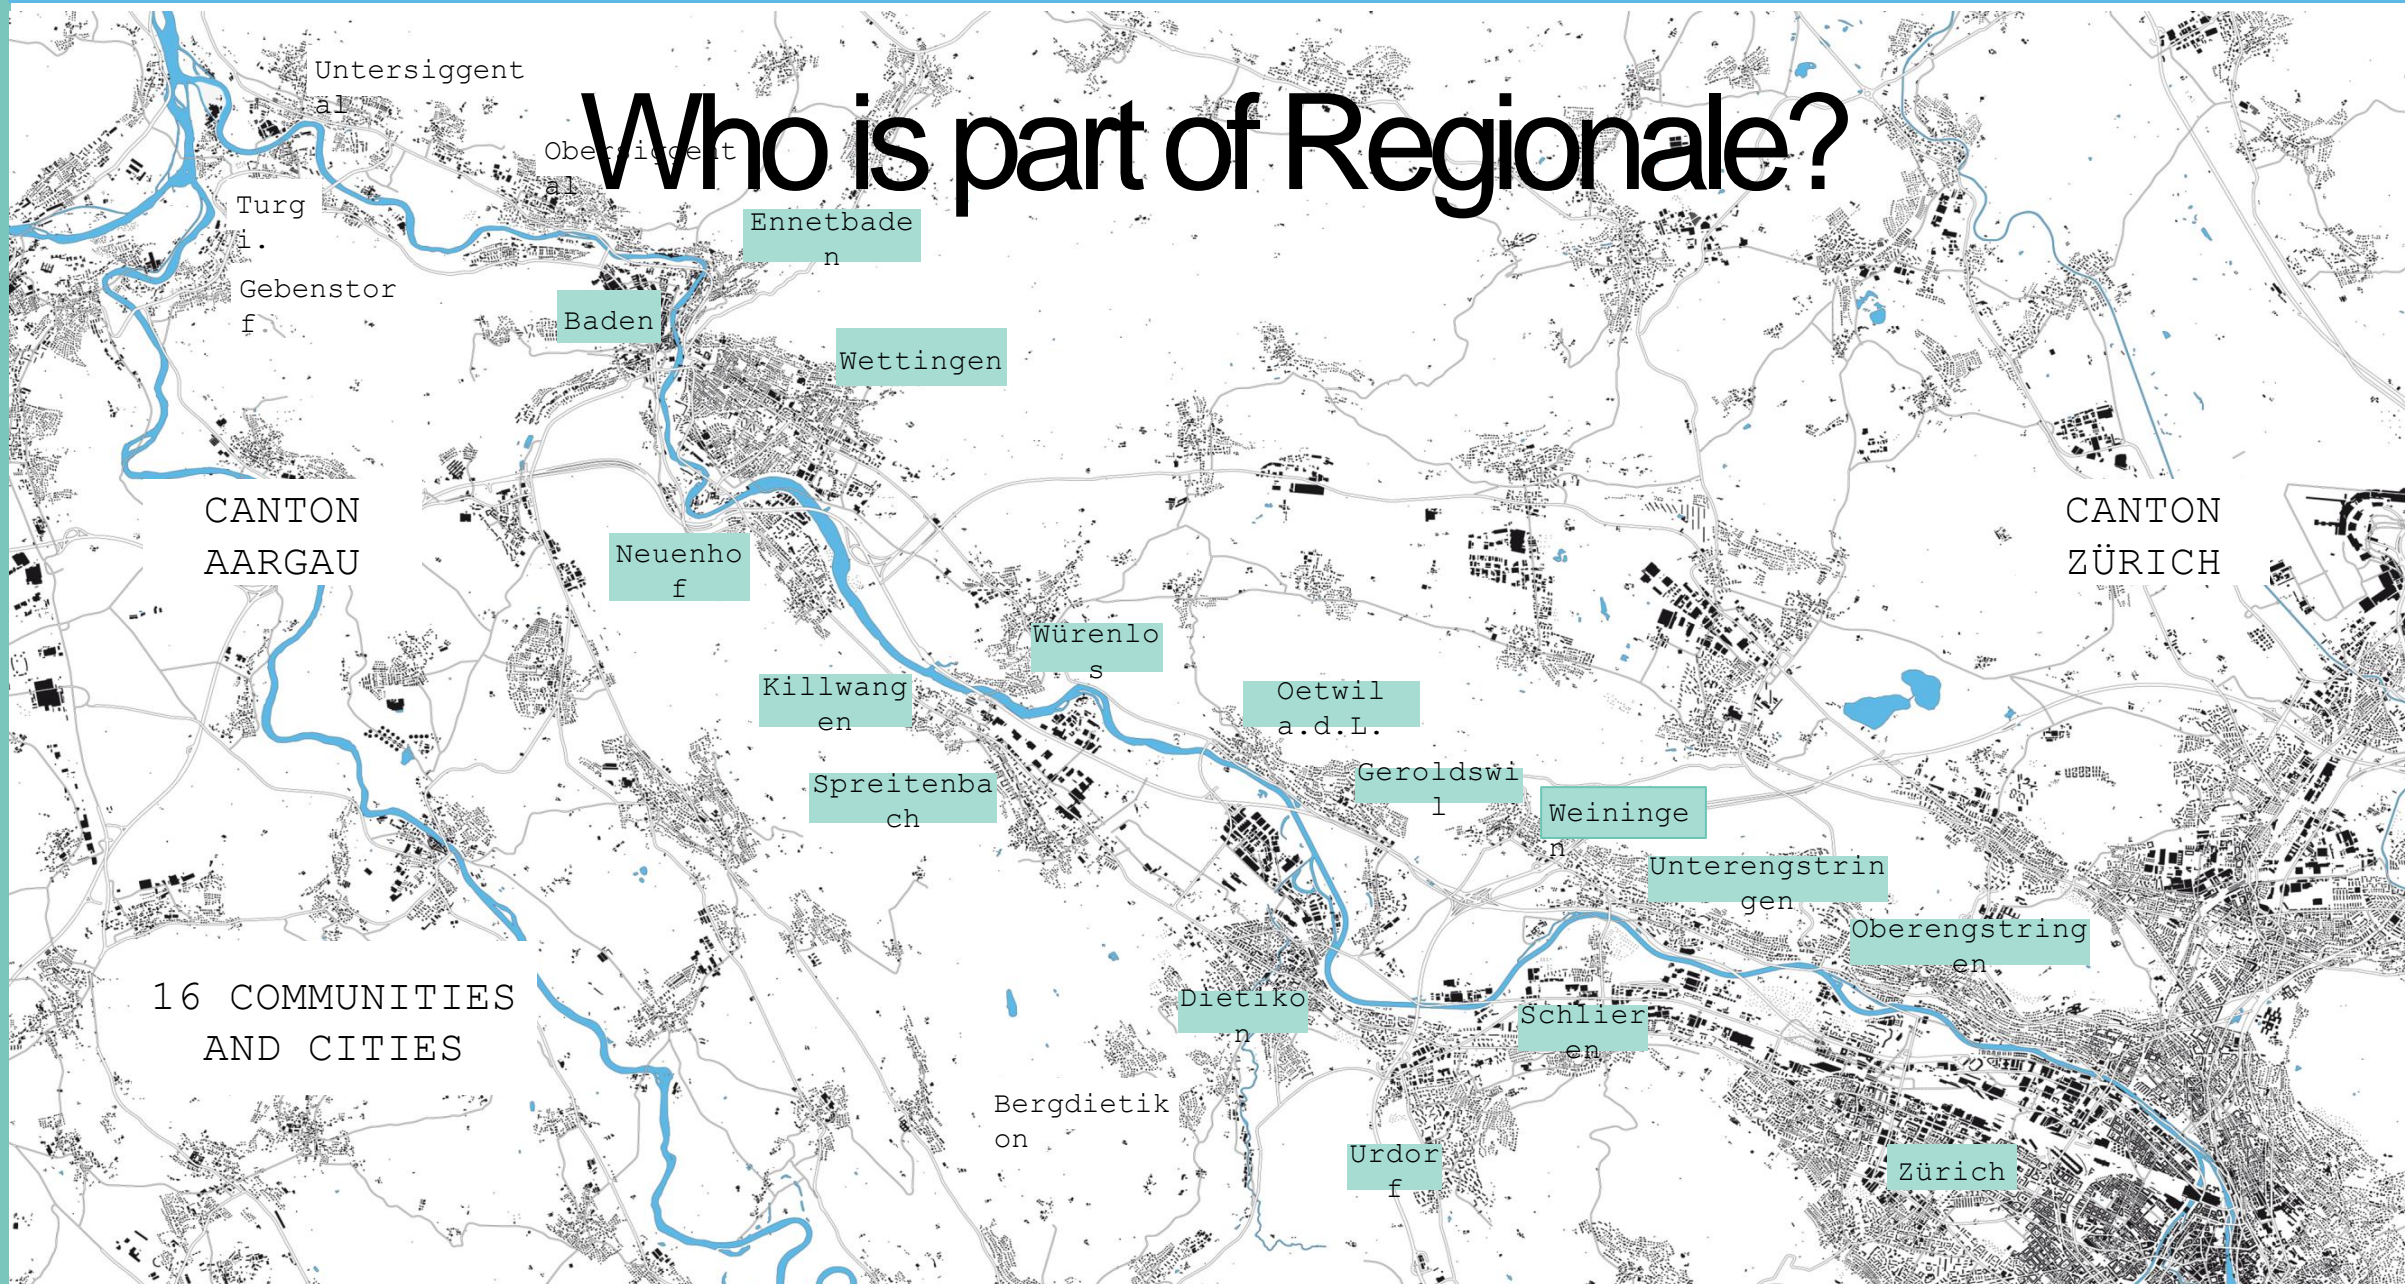 Who is part of Regionale?
Untersiggent
al
Obersiggent
al
Turg
i.
Gebenstor
f
Ennetbade
n
Baden
Wettingen
CANTON
AARGAU
CANTON
ZÜRICH
Neuenho
f
Würenlo
s
Killwang
en
Oetwil
a.d.L.
Spreitenba
ch
Geroldswi
l
Weininge
n
Unterengstrin
gen
Oberengstring
en
16 COMMUNITIES
AND CITIES
Dietiko
n
Schlier
en
Bergdietik
on
Urdor
f
Zürich